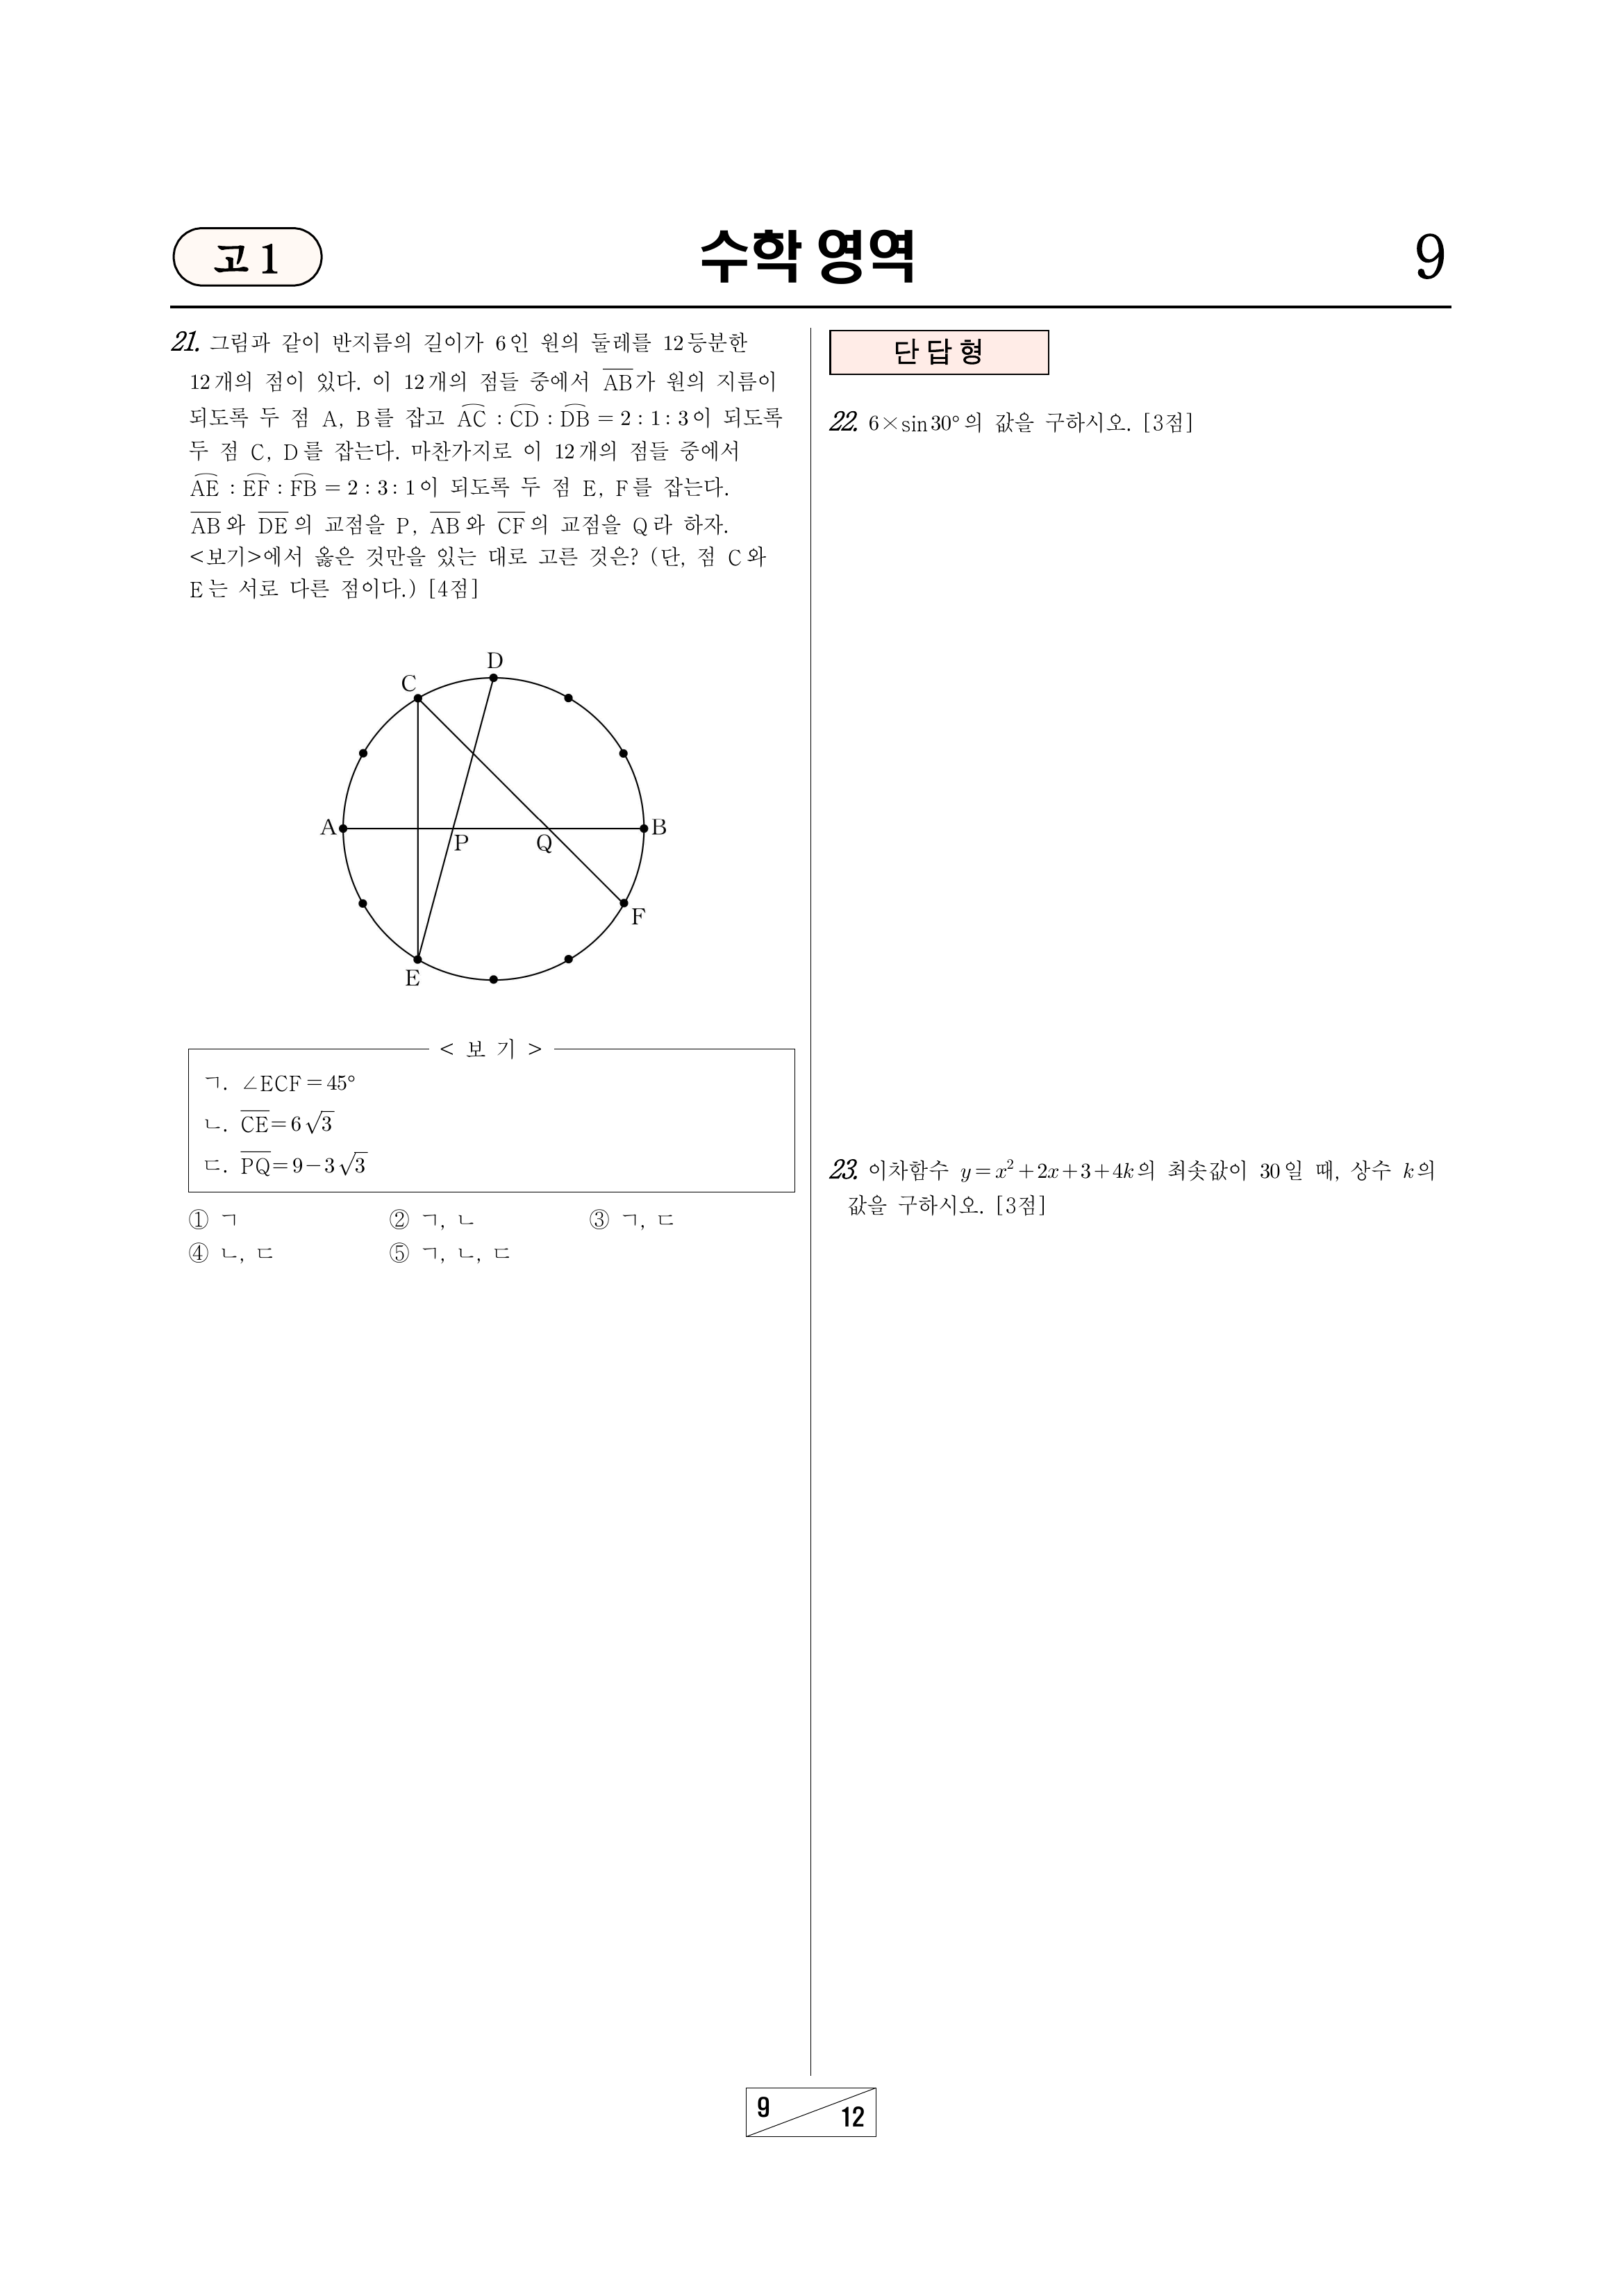 고 1
수학 영역
9
21. 그림과 같이 반지름의 길이가 6인 원의 둘레를 12등분한
12개의 점이 있다. 이 12개의 점들 중에서 \overline{AB}가 원의 지름이
되도록 두 점 A, B를 잡고 \overset{\frown}{AC} : \overset{\frown}{CD} : \overset{\frown}{DB} = 2 : 1 : 3이 되도록
두 점 C, D를 잡는다. 마찬가지로 이 12개의 점들 중에서
\overset{\frown}{AE} : \overset{\frown}{EF} : \overset{\frown}{FB} = 2 : 3 : 1이 되도록 두 점 E, F를 잡는다.
\overline{AB}와 \overline{DE}의 교점을 P, \overline{AB}와 \overline{CF}의 교점을 Q라 하자.
<보기>에서 옳은 것만을 있는 대로 고른 것은? (단, 점 C와
E는 서로 다른 점이다.) [4점]
D
C
A
B
P
Q
F
E
< 보 기 >
ㄱ. ∠ECF = 45°
ㄴ. \overline{CE} = 6√3
ㄷ. \overline{PQ} = 9 − 3√3
① ㄱ ② ㄱ, ㄴ ③ ㄱ, ㄷ
④ ㄴ, ㄷ ⑤ ㄱ, ㄴ, ㄷ
단 답 형
22. 6×sin30°의 값을 구하시오. [3점]
23. 이차함수 y = x² + 2x + 3 + 4k의 최솟값이 30일 때, 상수 k의
값을 구하시오. [3점]
9
12